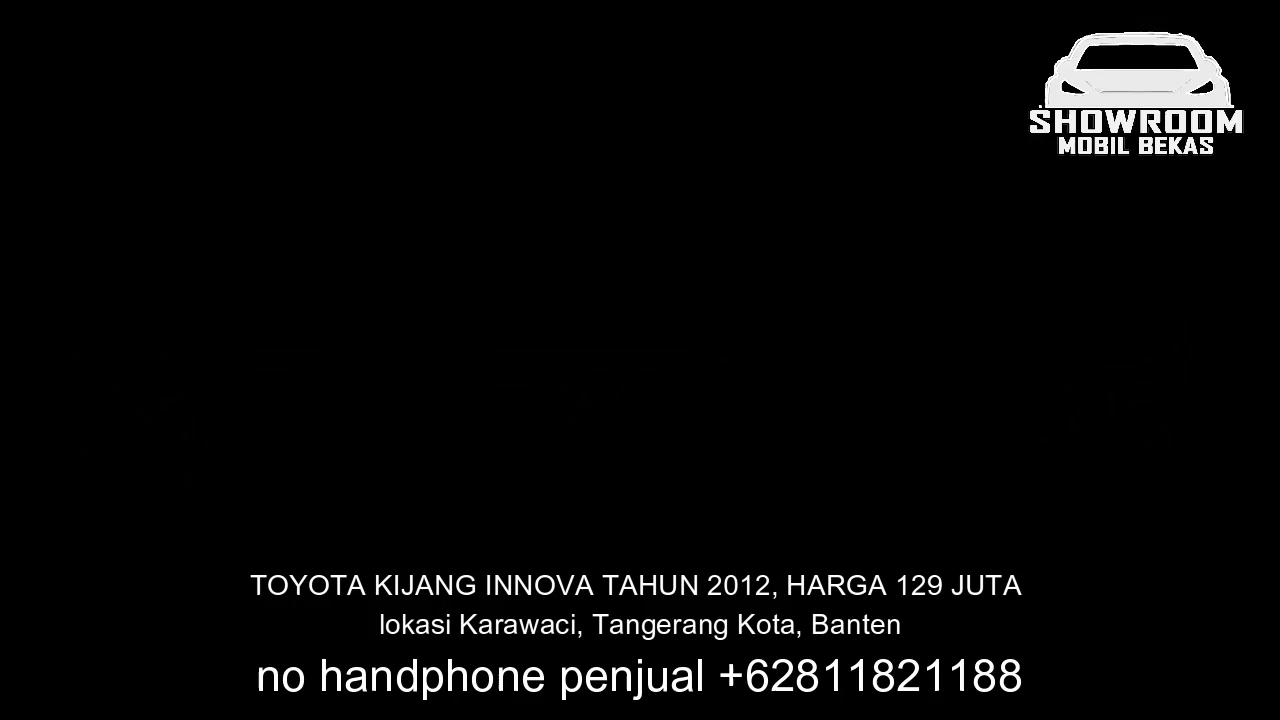 SHOWROOM
MOBIL BEKAS
TOYOTA KIJANG INNOVA TAHUN 2012, HARGA 129 JUTA
lokasi Karawaci, Tangerang Kota, Banten
no handphone penjual +62811821188